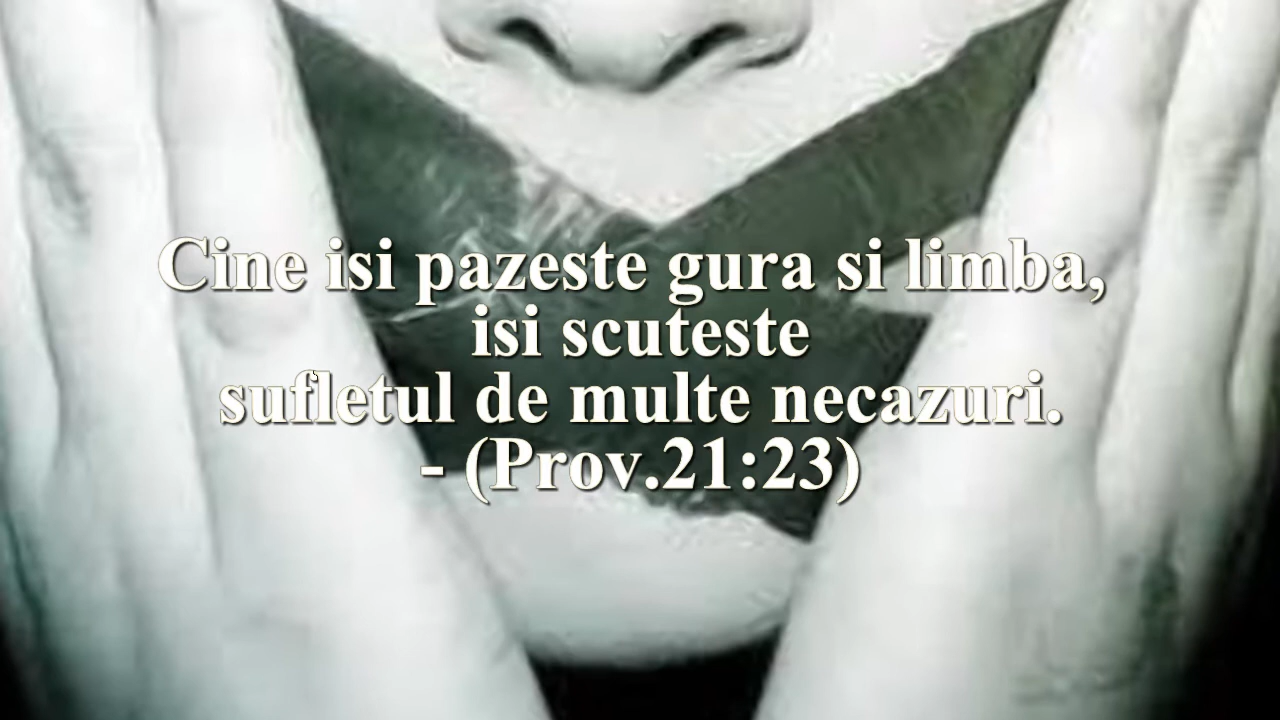 Cine isi pazeste gura si limba,
isi scuteste
sufletul de multe necazuri.
- (Prov.21:23)